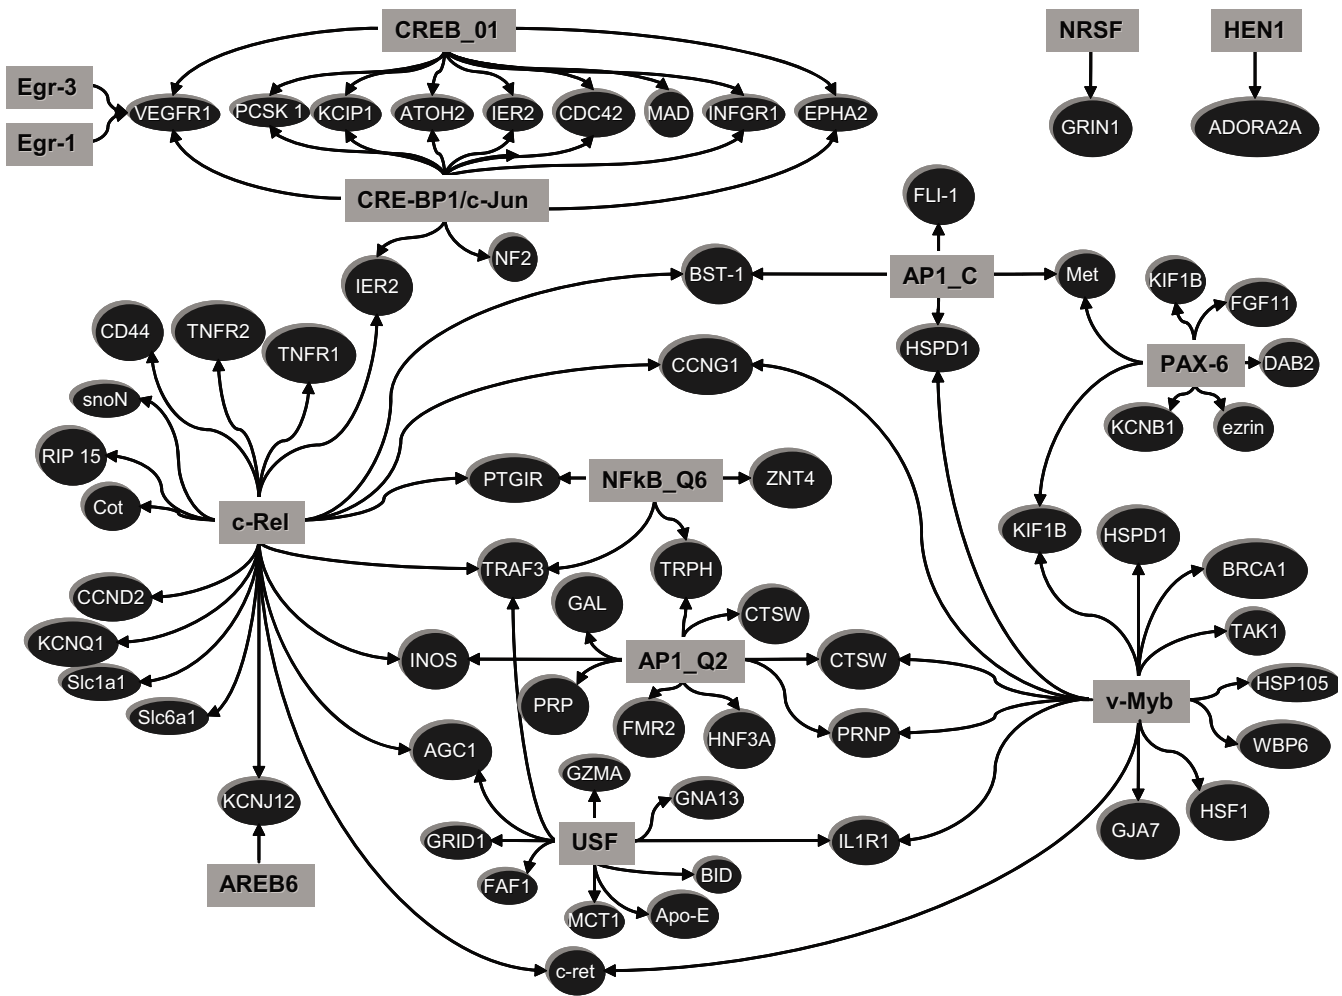 CREB_01
NRSF
HEN1
Egr-3
VEGFR1
PCSK 1
KCIP1
ATOH2
IER2
CDC42
MAD
INFGR1
EPHA2
GRIN1
ADORA2A
Egr-1
CRE-BP1/c-Jun
FLI-1
NF2
IER2
BST-1
AP1_C
Met
KIF1B
FGF11
CD44
TNFR2
TNFR1
HSPD1
CCNG1
PAX-6
DAB2
snoN
KCNB1
ezrin
RIP 15
PTGIR
NFkB_Q6
ZNT4
Cot
c-Rel
KIF1B
HSPD1
TRAF3
TRPH
BRCA1
CCND2
GAL
CTSW
TAK1
KCNQ1
INOS
AP1_Q2
CTSW
Slc1a1
HSP105
Slc6a1
PRP
FMR2
HNF3A
PRNP
v-Myb
WBP6
AGC1
GZMA
GNA13
KCNJ12
HSF1
GRID1
USF
IL1R1
GJA7
AREB6
FAF1
BID
MCT1
Apo-E
c-ret